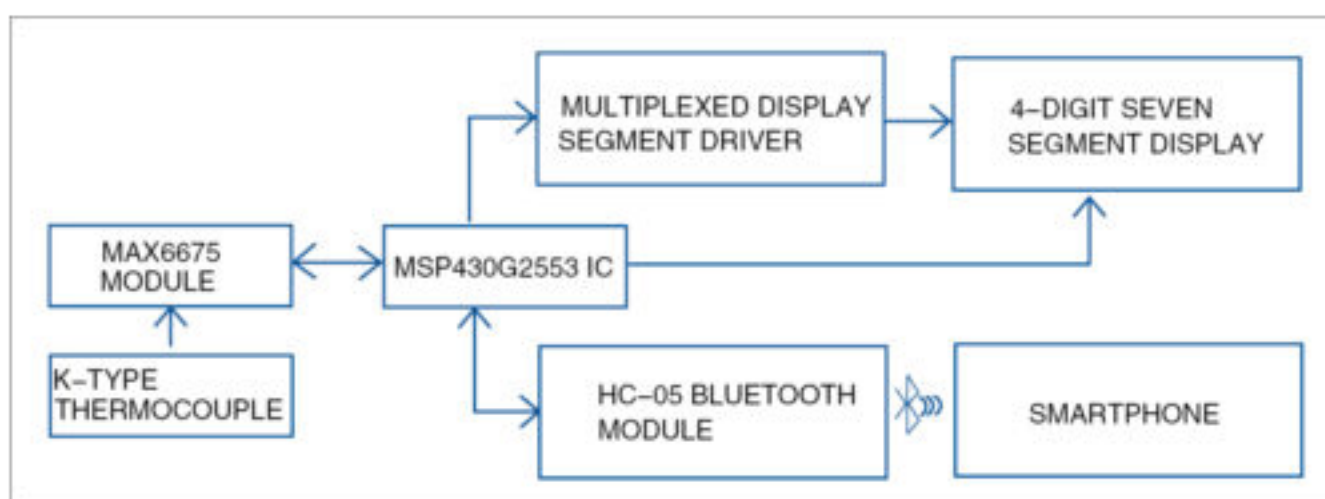 MULTIPLEXED DISPLAY
SEGMENT DRIVER
4-DIGIT SEVEN
SEGMENT DISPLAY
MAX6675
MODULE
MSP430G2553 IC
K-TYPE
THERMOCOUPLE
HC-05 BLUETOOTH
MODULE
SMARTPHONE